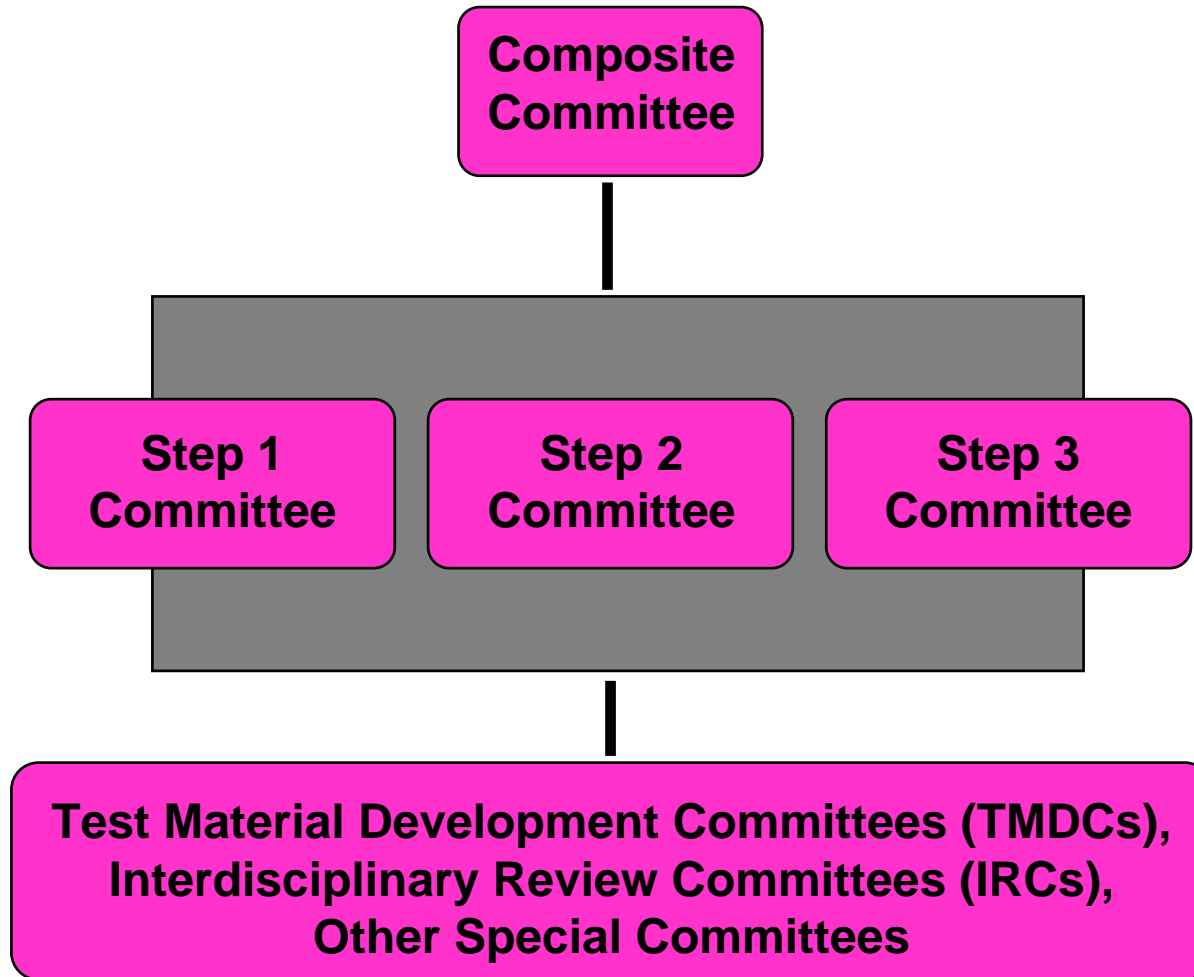 Composite
Committee
Step 1
Committee
Step 2
Committee
Step 3
Committee
Test Material Development Committees (TMDCs),
Interdisciplinary Review Committees (IRCs),
Other Special Committees